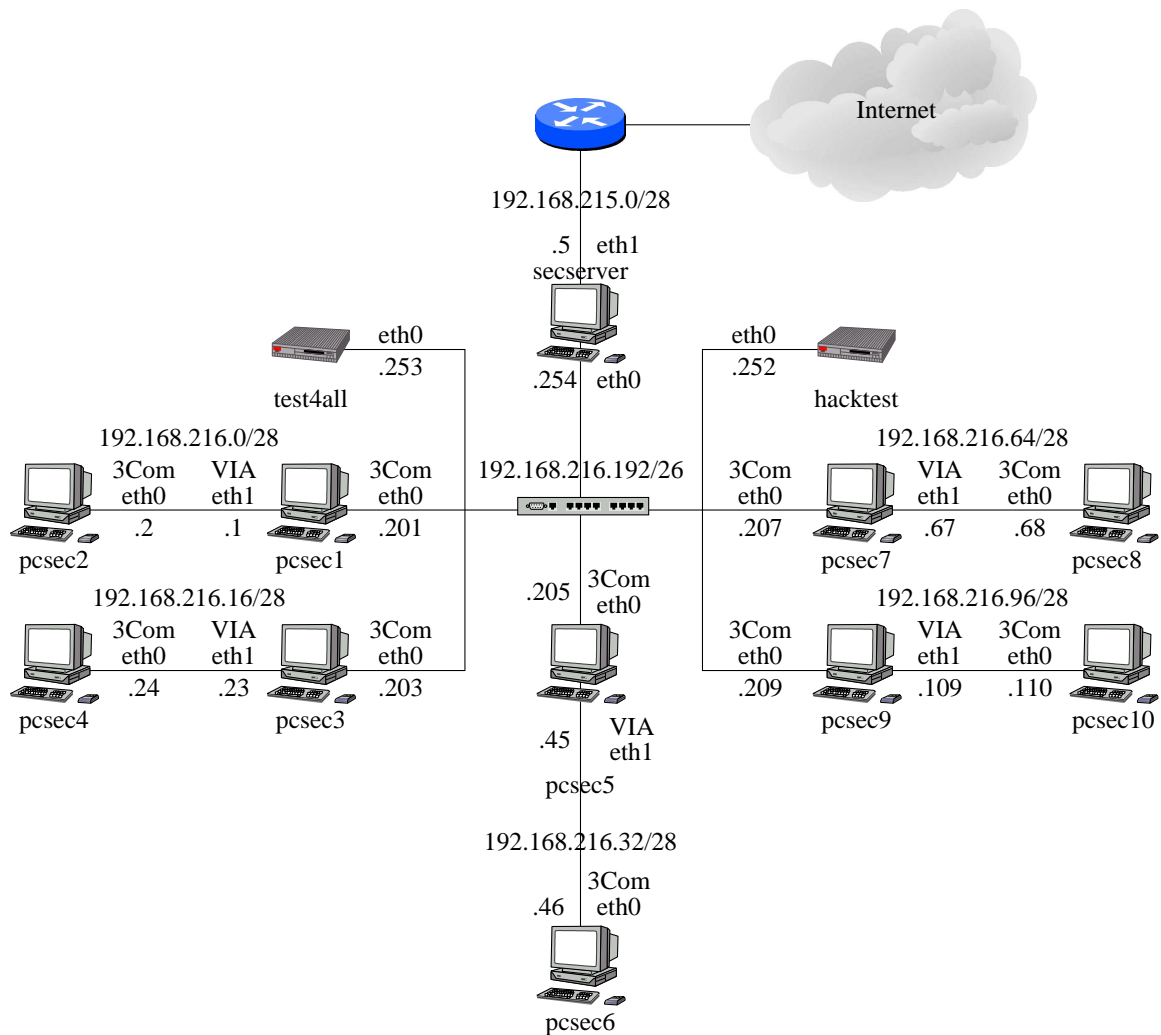 Internet
192.168.215.0/28
.5 eth1
secserver
eth0
.253
test4all
.254 eth0
eth0
.252
hacktest
192.168.216.0/28
3Com
eth0
.2
VIA
eth1
.1
3Com
eth0
.201
pcsec2
pcsec1
192.168.216.192/26
192.168.216.64/28
3Com
eth0
.207
VIA
eth1
.67
3Com
eth0
.68
pcsec7
pcsec8
192.168.216.16/28
3Com
eth0
.24
VIA
eth1
.23
3Com
eth0
.203
pcsec4
pcsec3
.205
3Com
eth0
.45
VIA
eth1
pcsec5
192.168.216.96/28
3Com
eth0
.209
VIA
eth1
.109
3Com
eth0
.110
pcsec9
pcsec10
192.168.216.32/28
.46
3Com
eth0
pcsec6